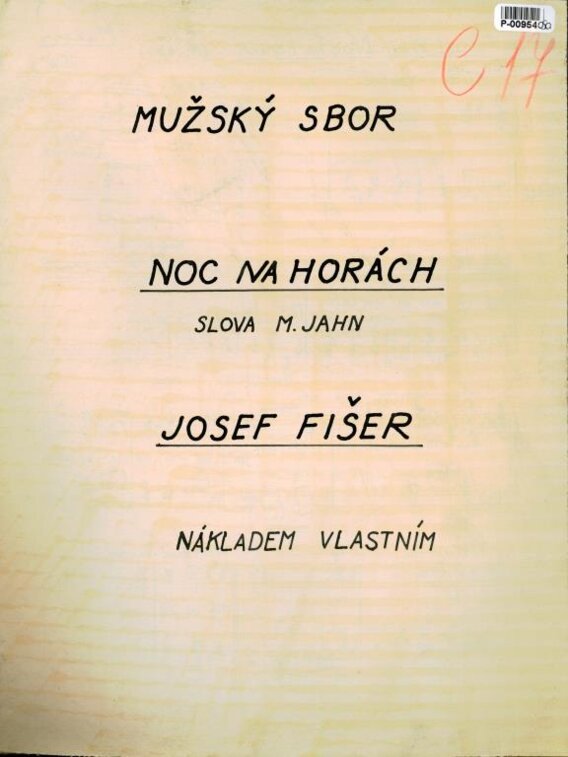 P-00954
C 17
MUŽSKÝ SBOR
NOC NA HORÁCH
SLOVA M. JAHN
JOSEF FIŠER
NÁKLADEM VLASTNÍM